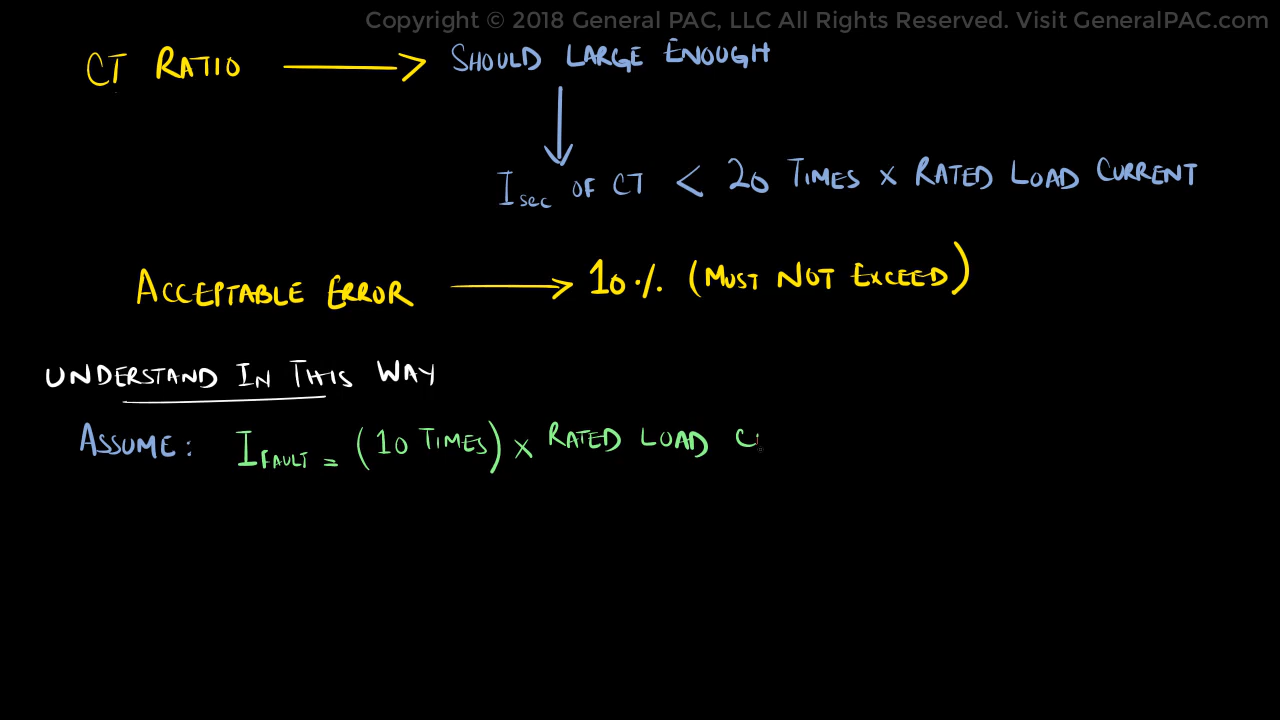 Copyright © 2018 General PAC, LLC All Rights Reserved. Visit GeneralPAC.com
CT RATIO → SHOULD LARGE ENOUGH
↓
Isec OF CT < 20 TIMES × RATED LOAD CURRENT
ACCEPTABLE ERROR → 10 % (MUST NOT EXCEED)
UNDERSTAND IN THIS WAY
ASSUME: IFAULT = (10 TIMES) × RATED LOAD C